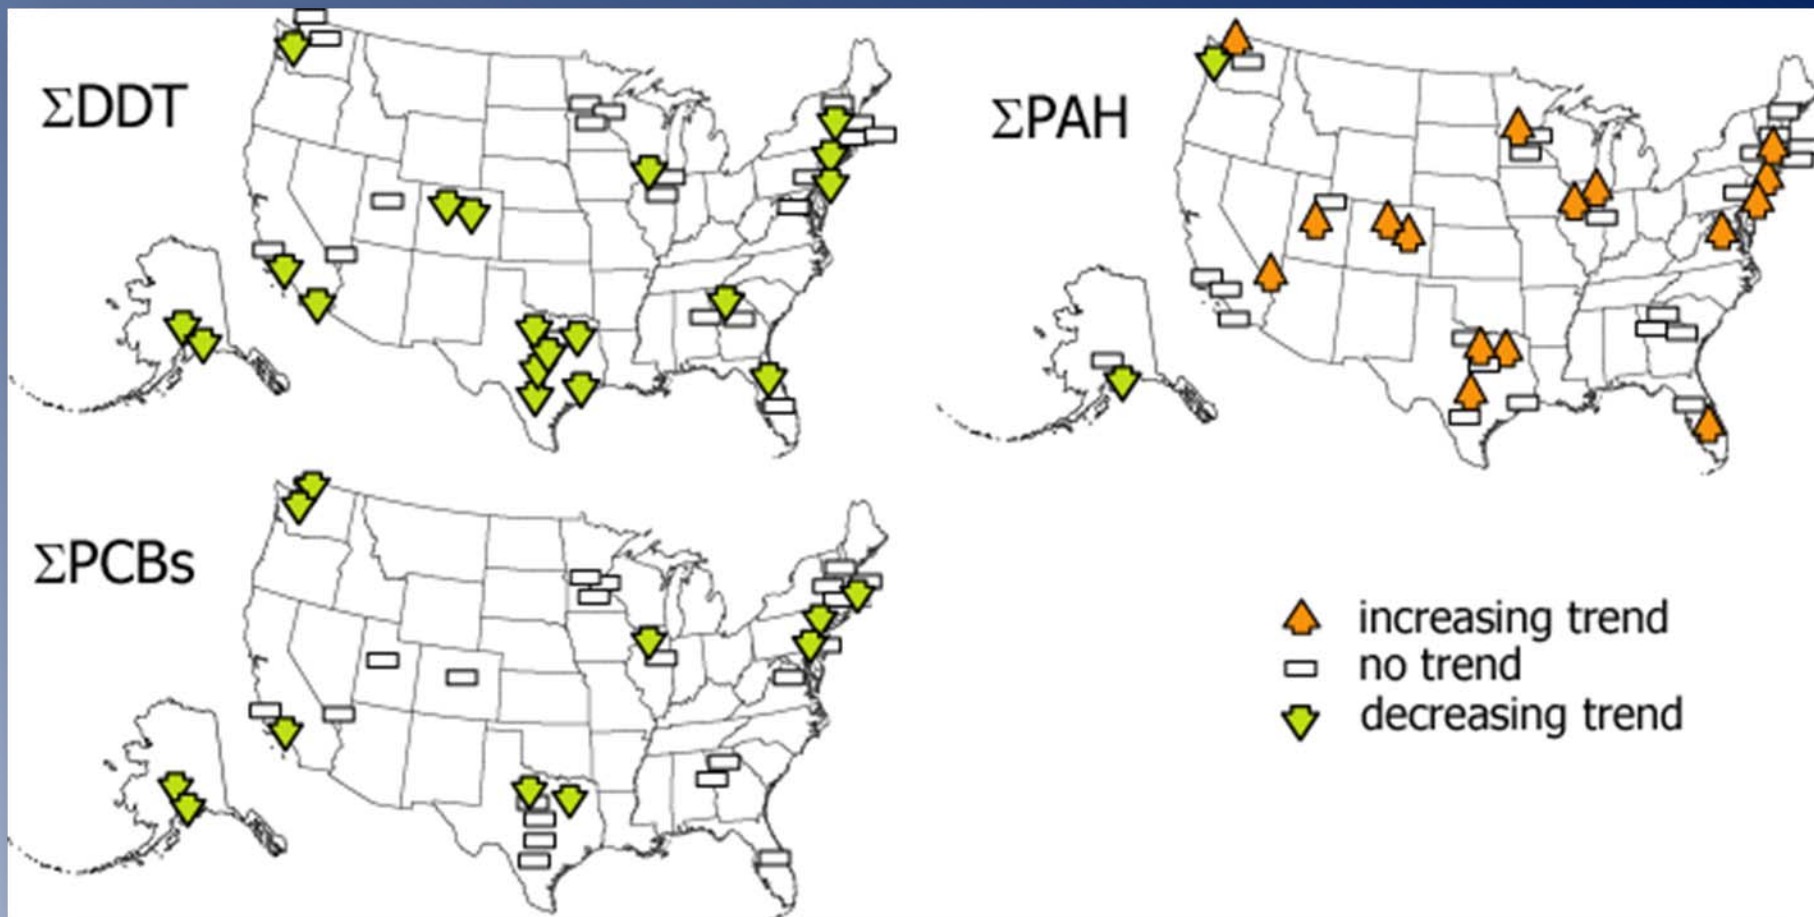 ΣDDT
ΣPAH
ΣPCBs
increasing trend
no trend
decreasing trend